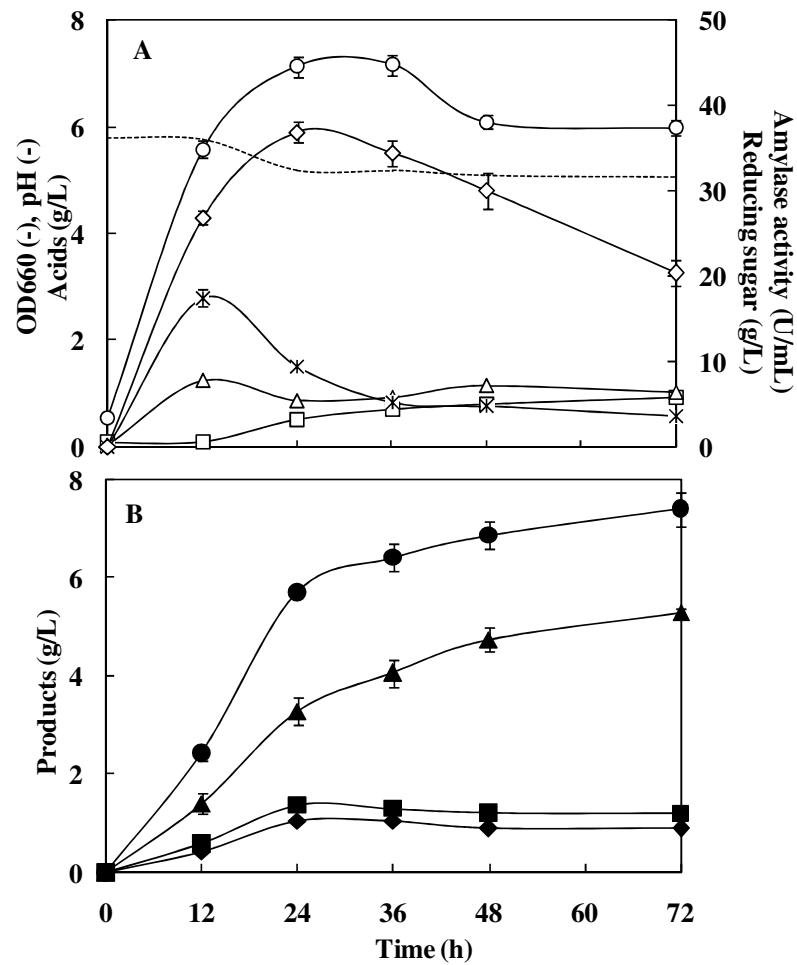 A
8
6
4
2
0
50
40
30
20
10
0
OD660 (-), pH (-)
Acids (g/L)
Amylase activity (U/mL)
Reducing sugar (g/L)
B
8
6
4
2
0
Products (g/L)
0 12 24 36 48 60 72
Time (h)